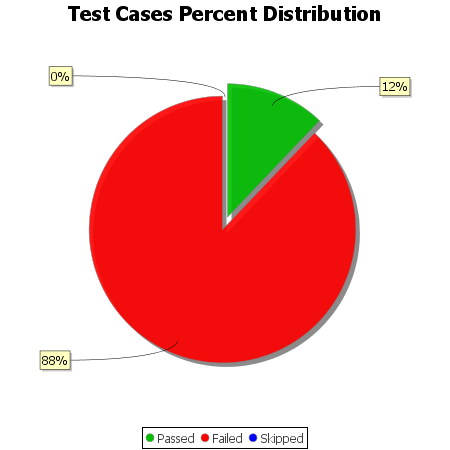 Test Cases Percent Distribution
0%
12%
88%
Passed Failed Skipped